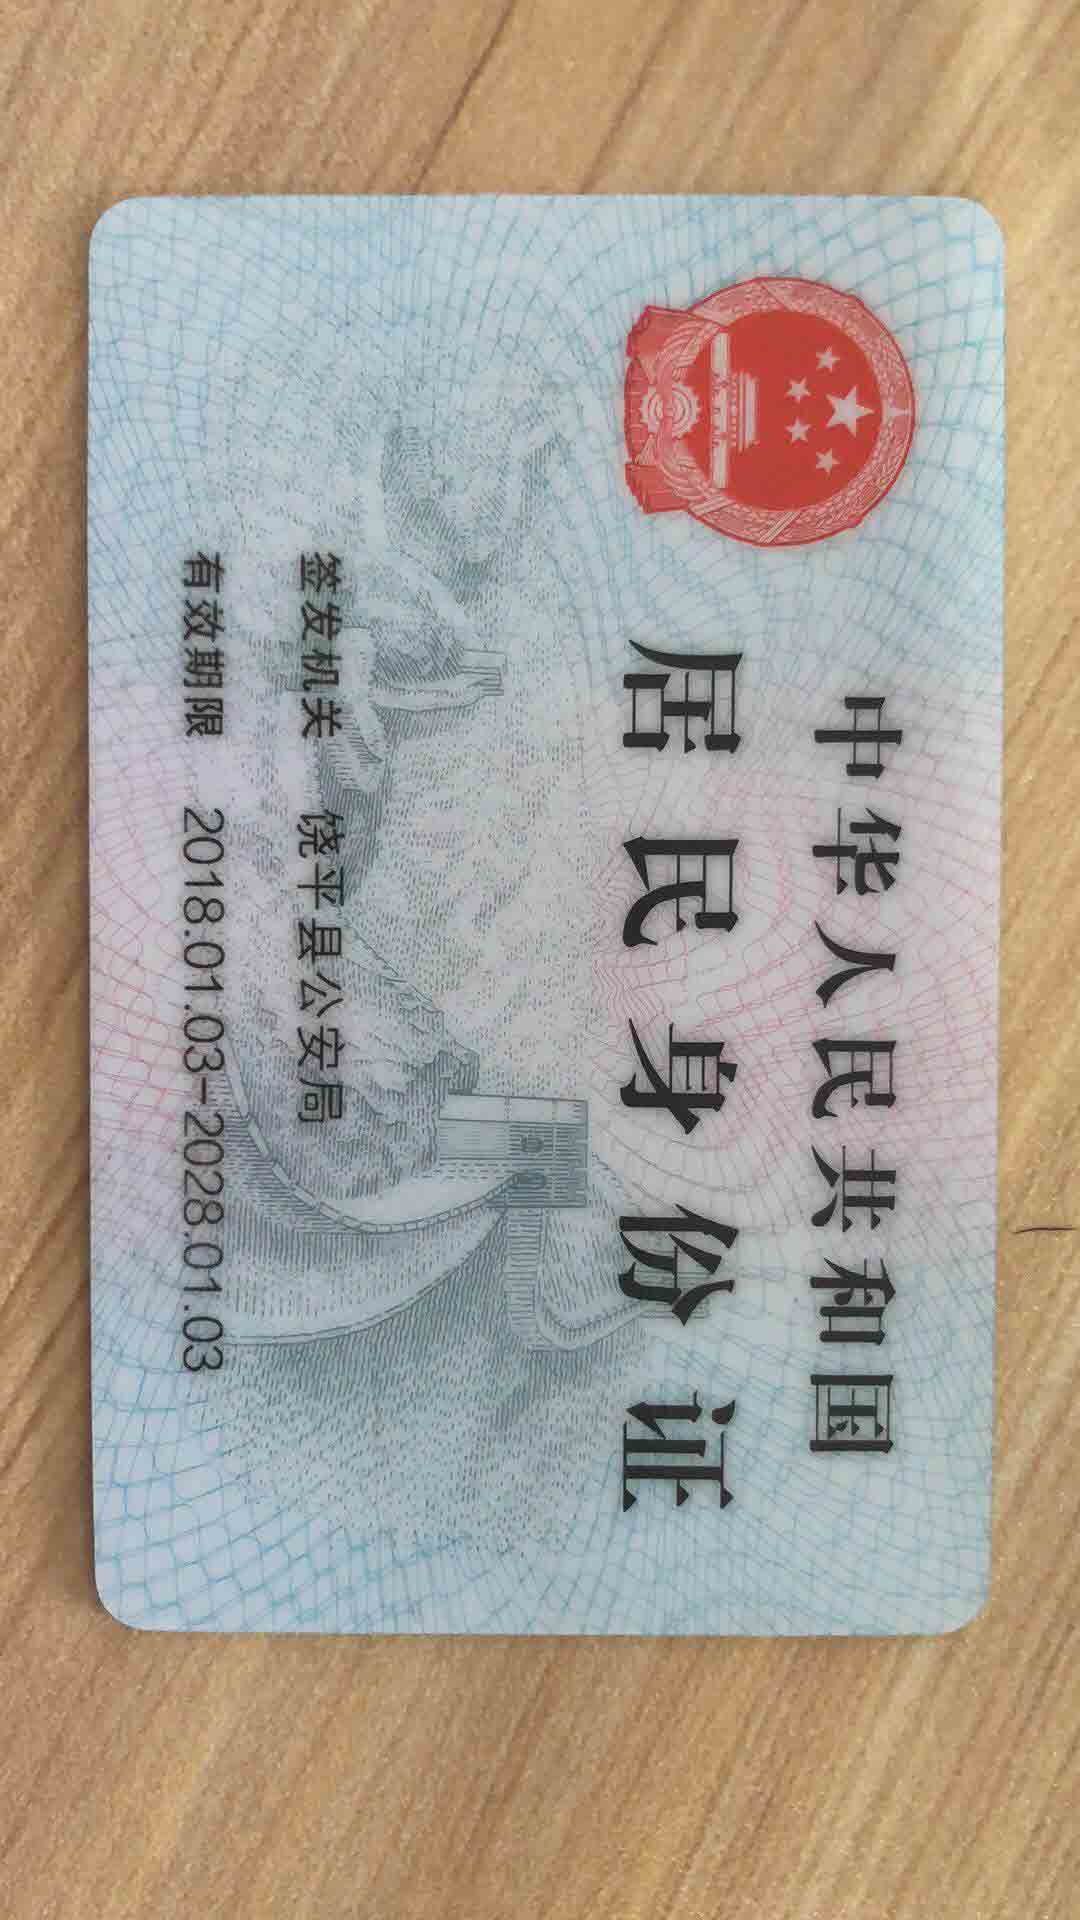 中华人民共和国
居民身份证
签发机关 饶平县公安局
有效期限 2018.01.03-2028.01.03